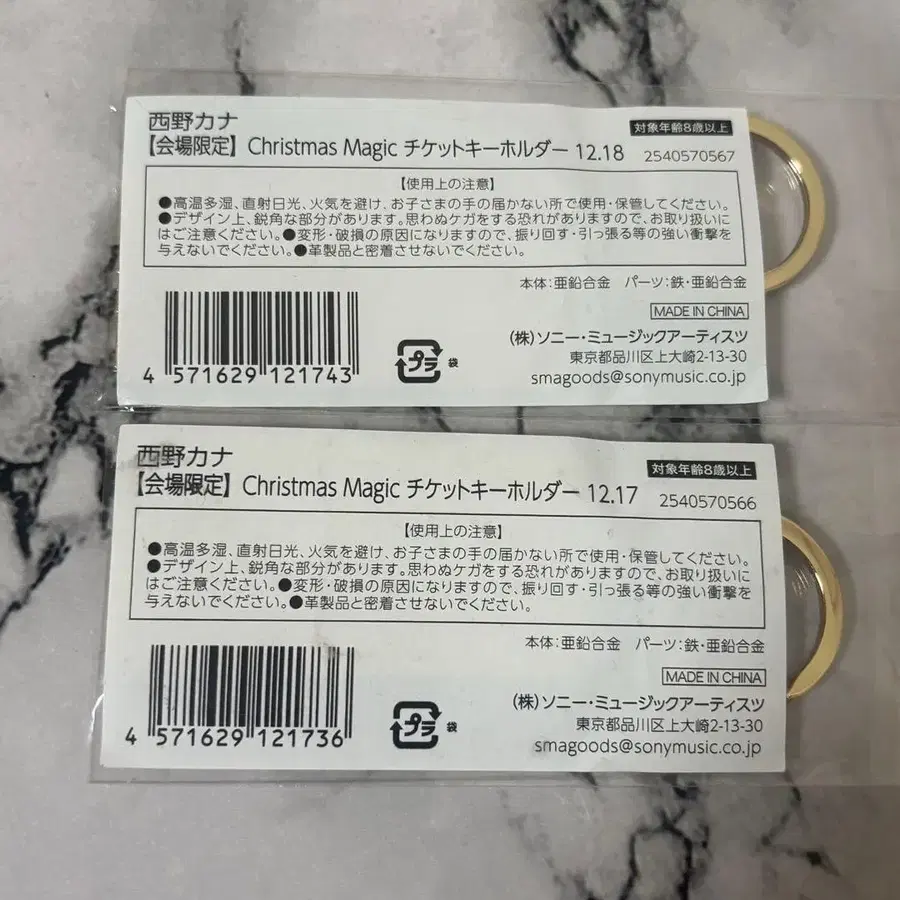 西野カナ
対象年齢8歳以上
【会場限定】 Christmas Magic チケットキーホルダー 12.18 2540570567
【使用上の注意】
●高温多湿、直射日光、火気を避け、お子さまの手の届かない所で使用・保管してください。
●デザイン上、鋭角な部分があります。思わぬケガをする恐れがありますので、お取り扱いに
はご注意ください。●変形・破損の原因になりますので、振り回す・引っ張る等の強い衝撃を
与えないでください。●革製品と密着させないでください。
本体：亜鉛合金 パーツ：鉄・亜鉛合金
MADE IN CHINA
(株)ソニー・ミュージックアーティスツ
東京都品川区上大崎2-13-30
smagoods@sonymusic.co.jp
プラ 袋
4 571629 121743
西野カナ
対象年齢8歳以上
【会場限定】 Christmas Magic チケットキーホルダー 12.17 2540570566
【使用上の注意】
●高温多湿、直射日光、火気を避け、お子さまの手の届かない所で使用・保管してください。
●デザイン上、鋭角な部分があります。思わぬケガをする恐れがありますので、お取り扱いに
はご注意ください。●変形・破損の原因になりますので、振り回す・引っ張る等の強い衝撃を
与えないでください。●革製品と密着させないでください。
本体：亜鉛合金 パーツ：鉄・亜鉛合金
MADE IN CHINA
(株)ソニー・ミュージックアーティスツ
東京都品川区上大崎2-13-30
smagoods@sonymusic.co.jp
プラ 袋
4 571629 121736